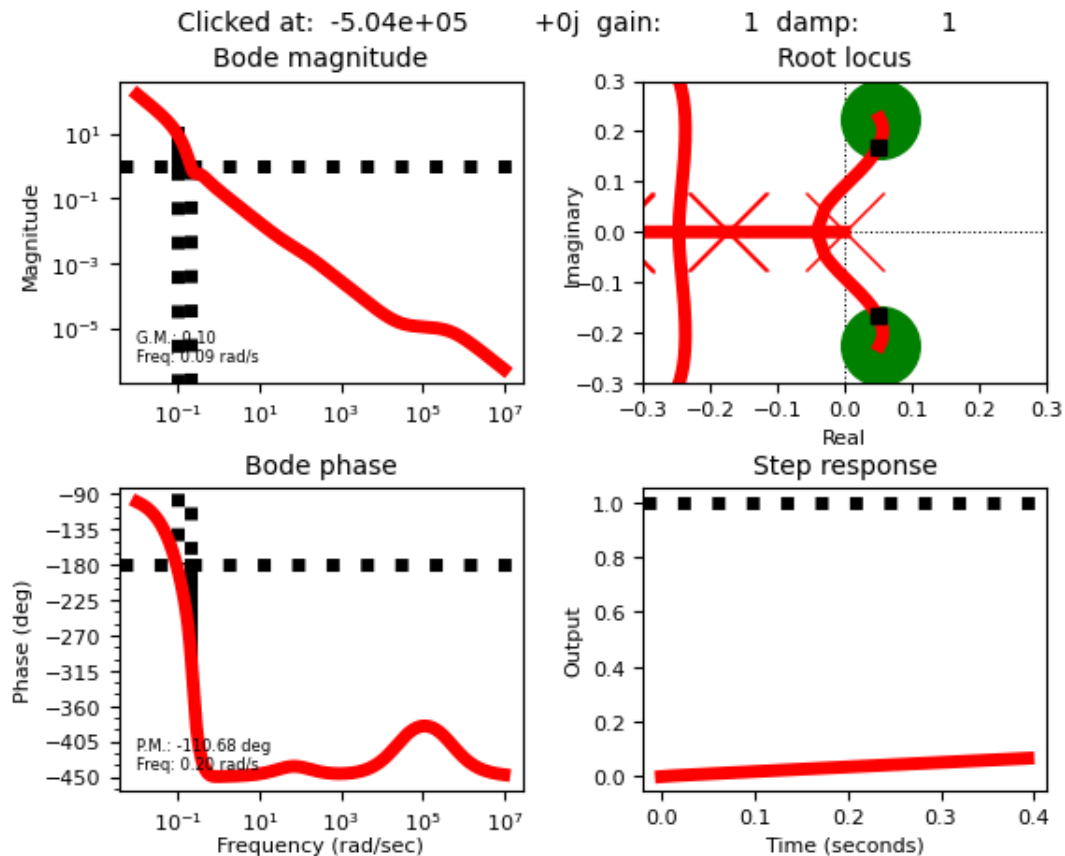 Clicked at: -5.04e+05 +0j gain: 1 damp: 1
Bode magnitude
Magnitude
10¹
10⁻¹
10⁻³
10⁻⁵
G.M.: 0.10
Freq: 0.09 rad/s
10⁻¹ 10¹ 10³ 10⁵ 10⁷
Root locus
Imaginary
0.3
0.2
0.1
0.0
−0.1
−0.2
−0.3
−0.3 −0.2 −0.1 0.0 0.1 0.2 0.3
Real
Bode phase
Phase (deg)
−90
−135
−180
−225
−270
−315
−360
−405
−450
P.M.: -110.68 deg
Freq: 0.20 rad/s
10⁻¹ 10¹ 10³ 10⁵ 10⁷
Frequency (rad/sec)
Step response
Output
1.0
0.8
0.6
0.4
0.2
0.0
0.0 0.1 0.2 0.3 0.4
Time (seconds)